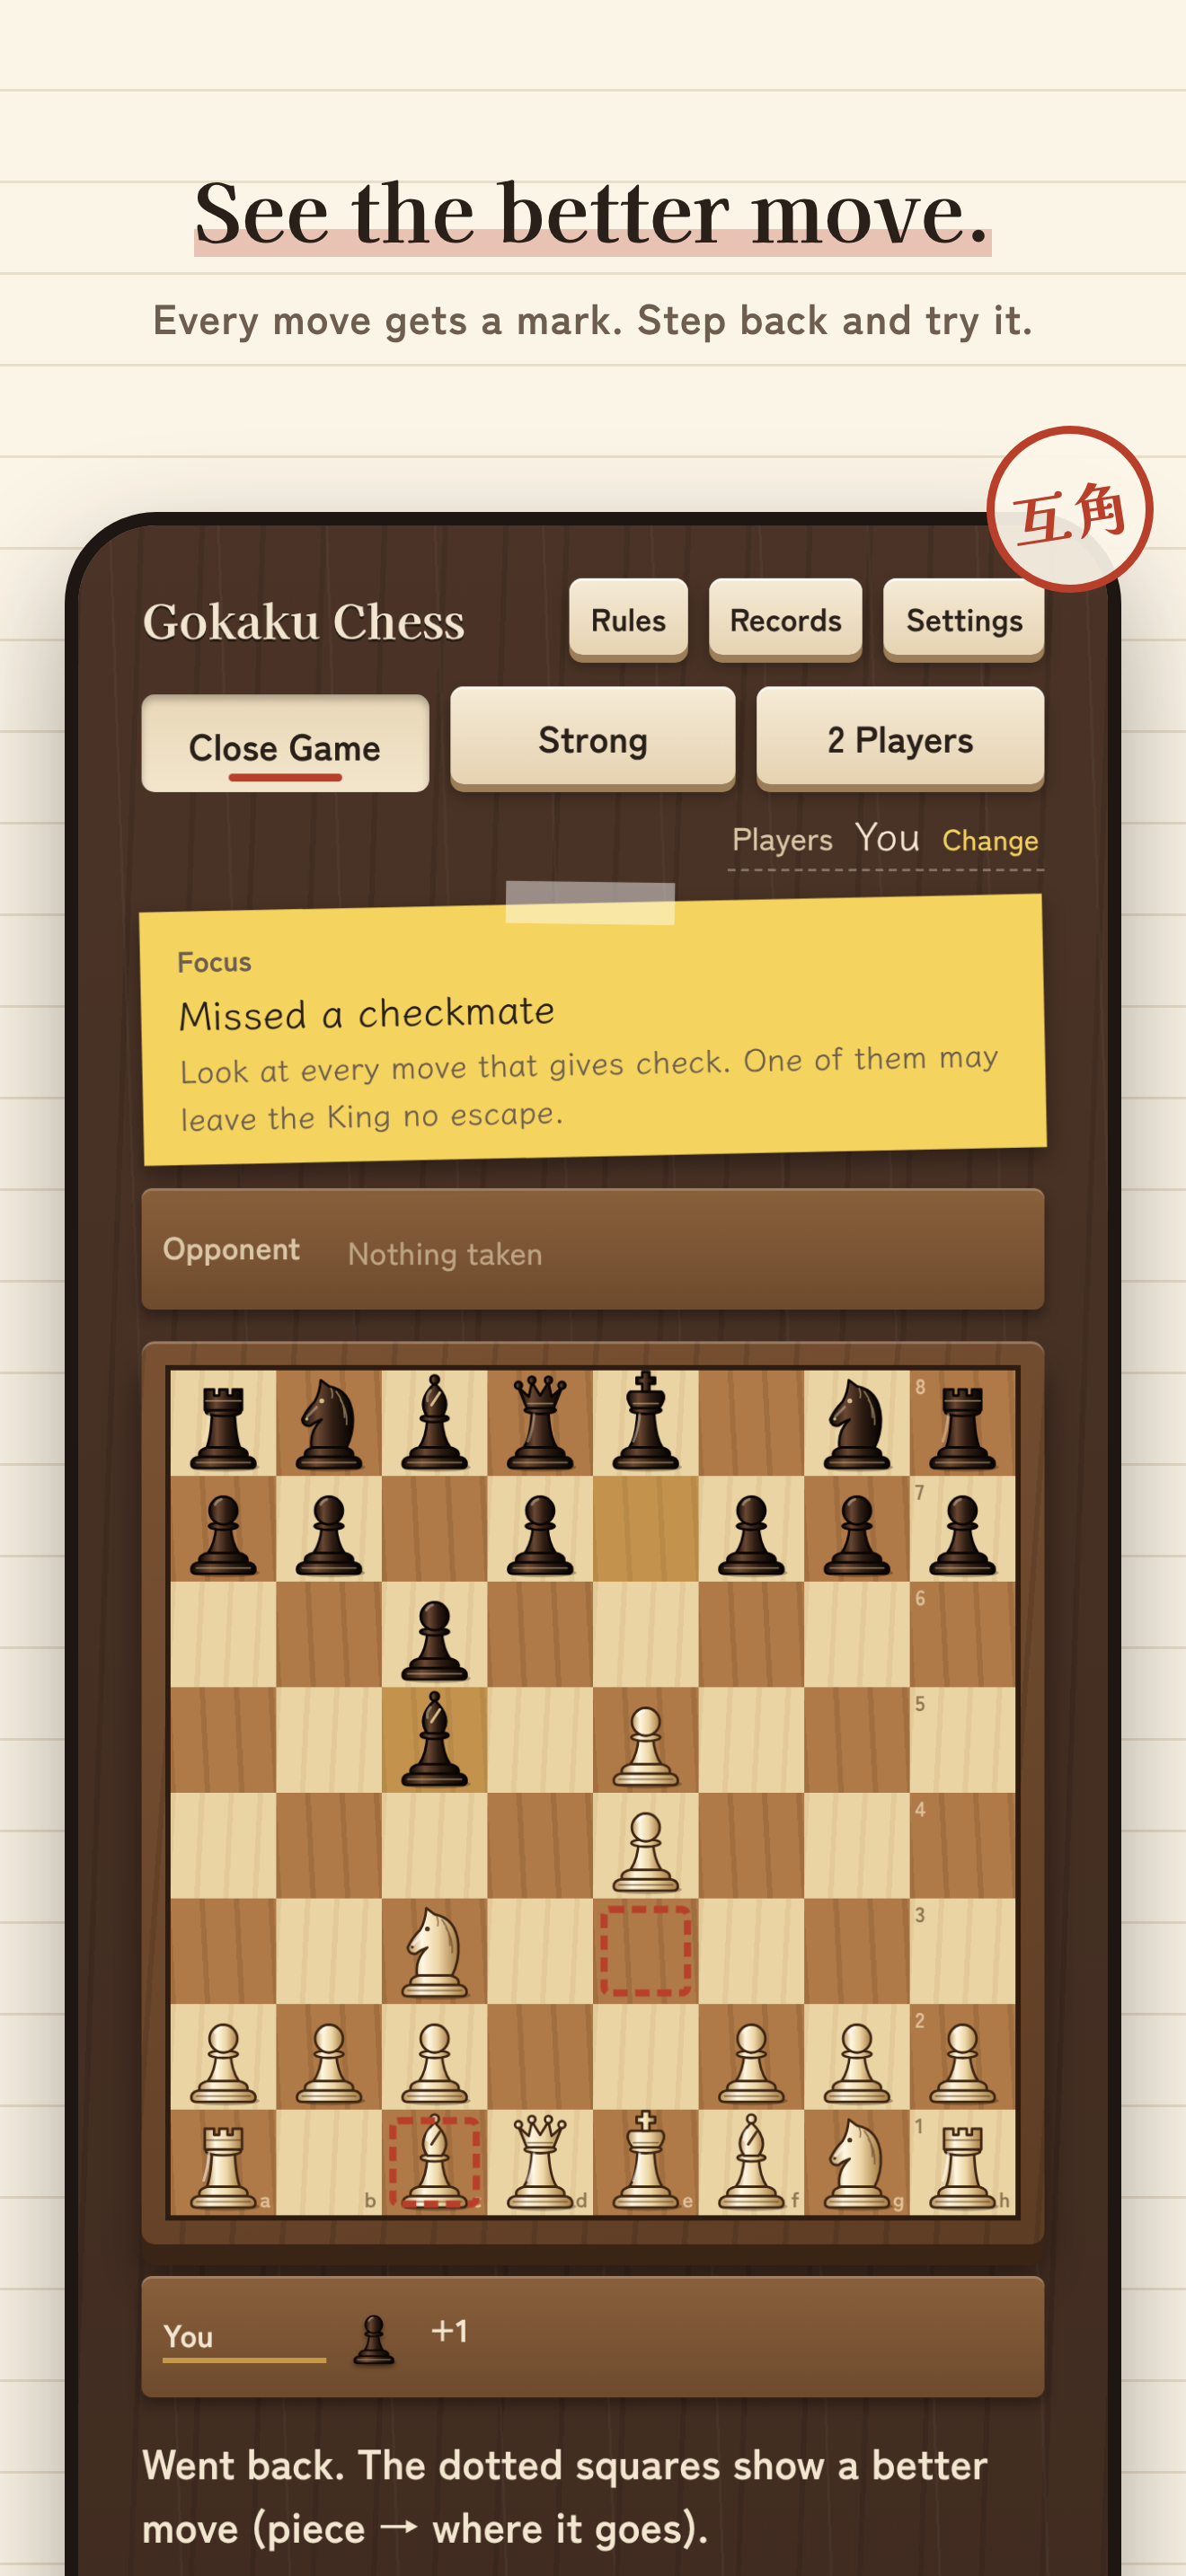 See the better move.
Every move gets a mark. Step back and try it.
互角
Gokaku Chess
Rules
Records
Settings
Close Game
Strong
2 Players
Players You Change
Focus
Missed a checkmate
Look at every move that gives check. One of them may
leave the King no escape.
Opponent Nothing taken
8
7
6
5
4
3
2
1
a b d e f g h
You +1
Went back. The dotted squares show a better
move (piece → where it goes).